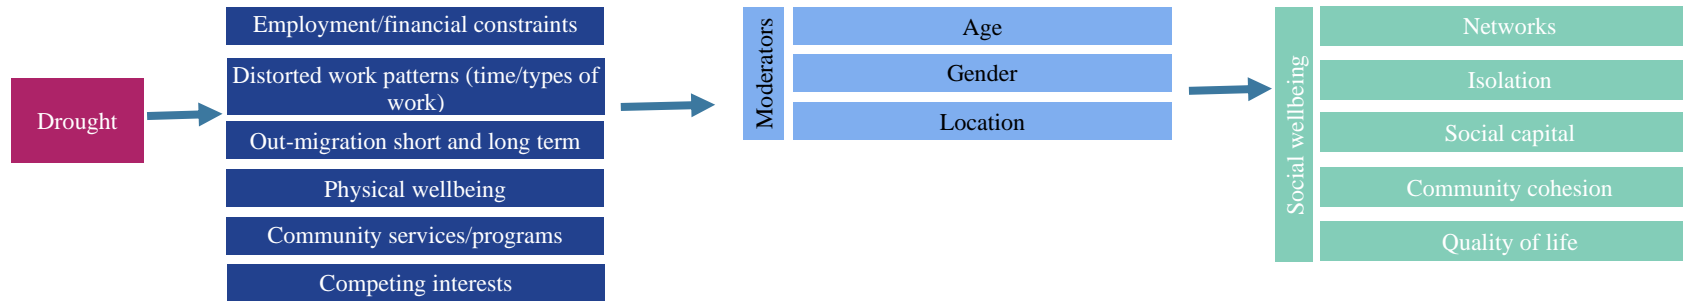 Drought
Employment/financial constraints
Distorted work patterns (time/types of
work)
Out-migration short and long term
Physical wellbeing
Community services/programs
Competing interests
Moderators
Age
Gender
Location
Social wellbeing
Networks
Isolation
Social capital
Community cohesion
Quality of life